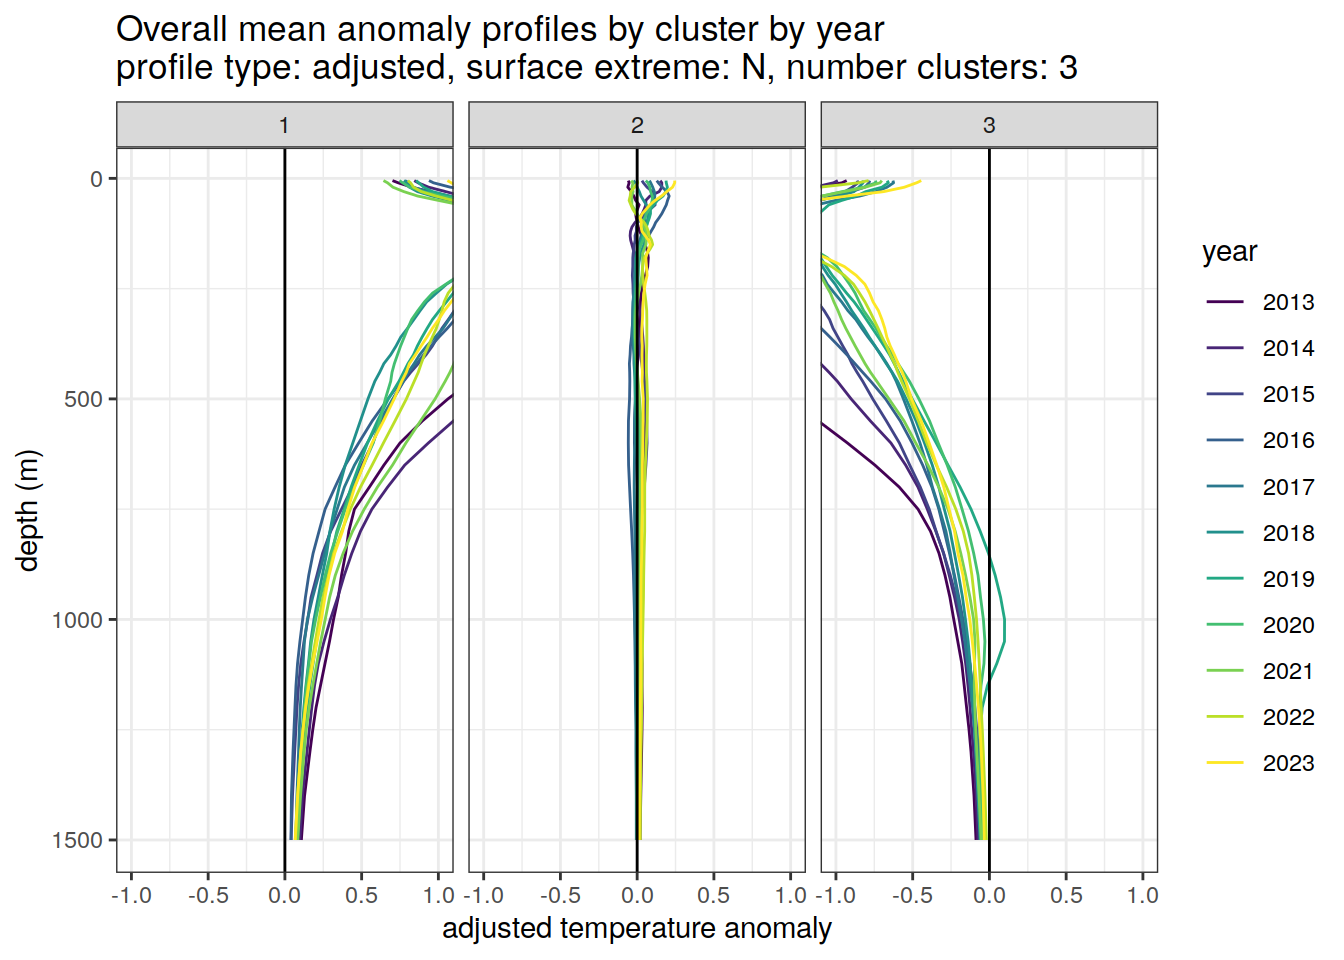 Overall mean anomaly profiles by cluster by year
profile type: adjusted, surface extreme: N, number clusters: 3
1 2 3
0
500
1000
1500
depth (m)
-1.0 -0.5 0.0 0.5 1.0 -1.0 -0.5 0.0 0.5 1.0 -1.0 -0.5 0.0 0.5 1.0
adjusted temperature anomaly
year
2013
2014
2015
2016
2017
2018
2019
2020
2021
2022
2023